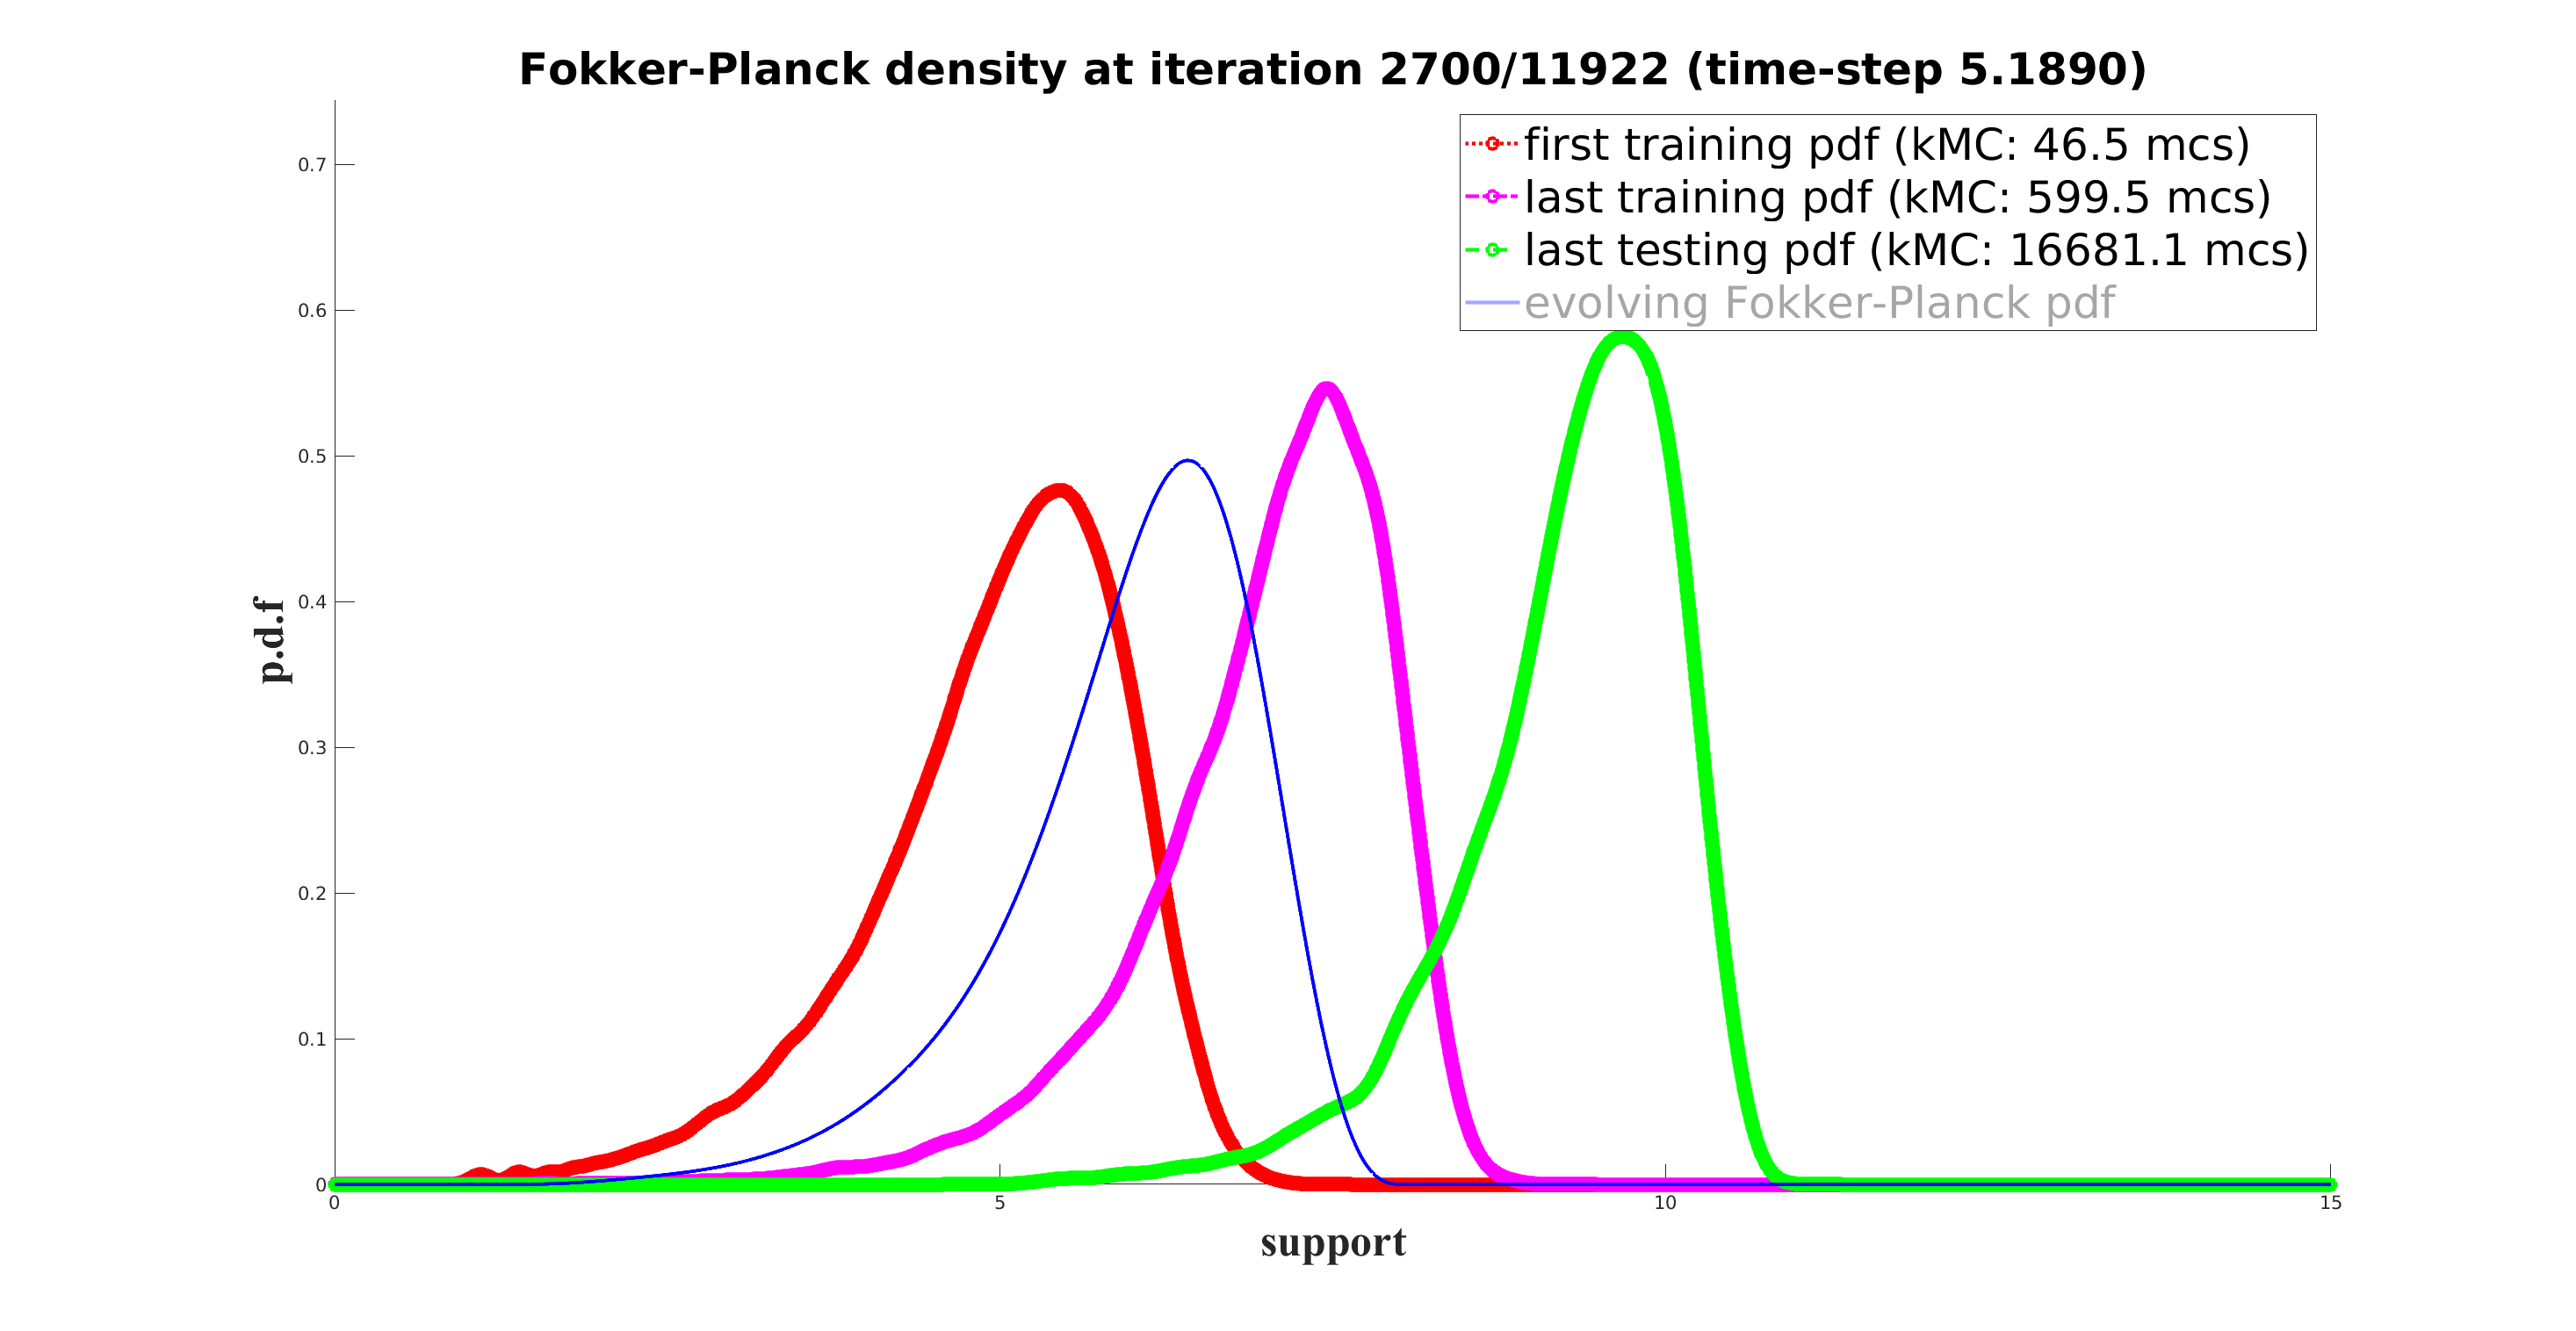 Fokker-Planck density at iteration 2700/11922 (time-step 5.1890)
first training pdf (kMC: 46.5 mcs)
last training pdf (kMC: 599.5 mcs)
last testing pdf (kMC: 16681.1 mcs)
evolving Fokker-Planck pdf
0.7
0.6
0.5
0.4
0.3
0.2
0.1
0
p.d.f
0 5 10 15
support